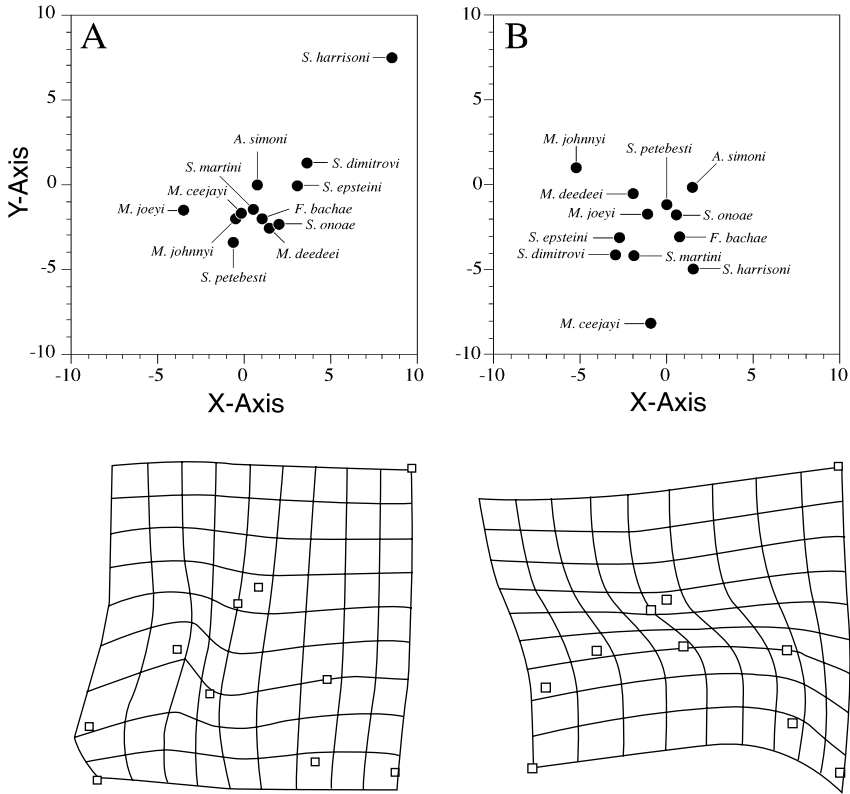 A
B
10
5
0
-5
-10
Y-Axis
S. harrisoni
A. simoni
S. martini
S. dimitrovi
M. ceejayi
S. epsteini
M. joeyi
F. bachae
S. onoae
M. johnnyi
M. deedeei
S. petebesti
-10
-5
0
5
10
X-Axis
10
5
0
-5
-10
M. johnnyi
S. petebesti
A. simoni
M. deedeei
M. joeyi
S. onoae
S. epsteini
F. bachae
S. dimitrovi
S. martini
S. harrisoni
M. ceejayi
-10
-5
0
5
10
X-Axis